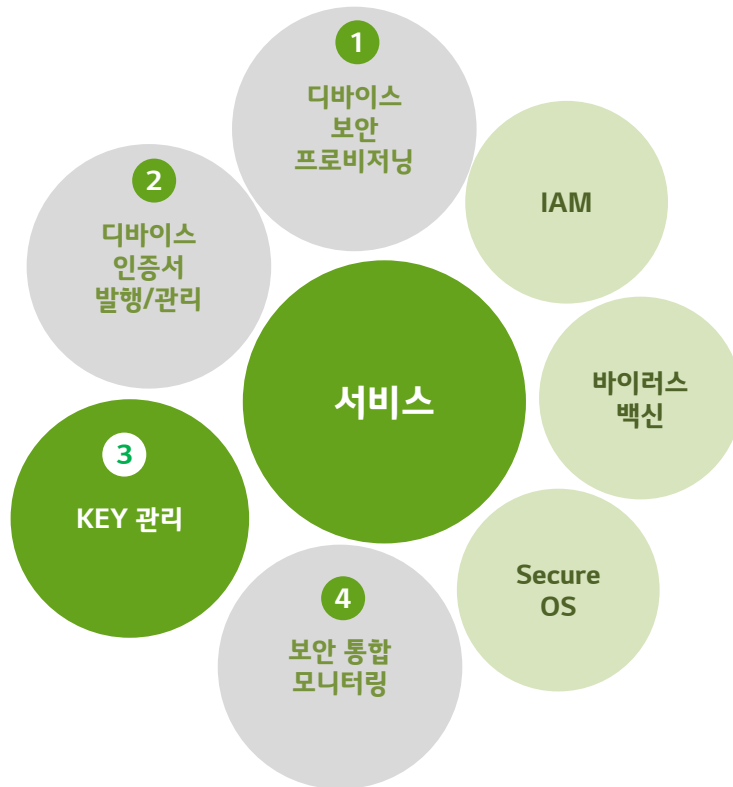 1
디바이스
보안
프로비저닝
2
디바이스
인증서
발행/관리
3
KEY 관리
4
보안 통합
모니터링
서비스
IAM
바이러스
백신
Secure
OS